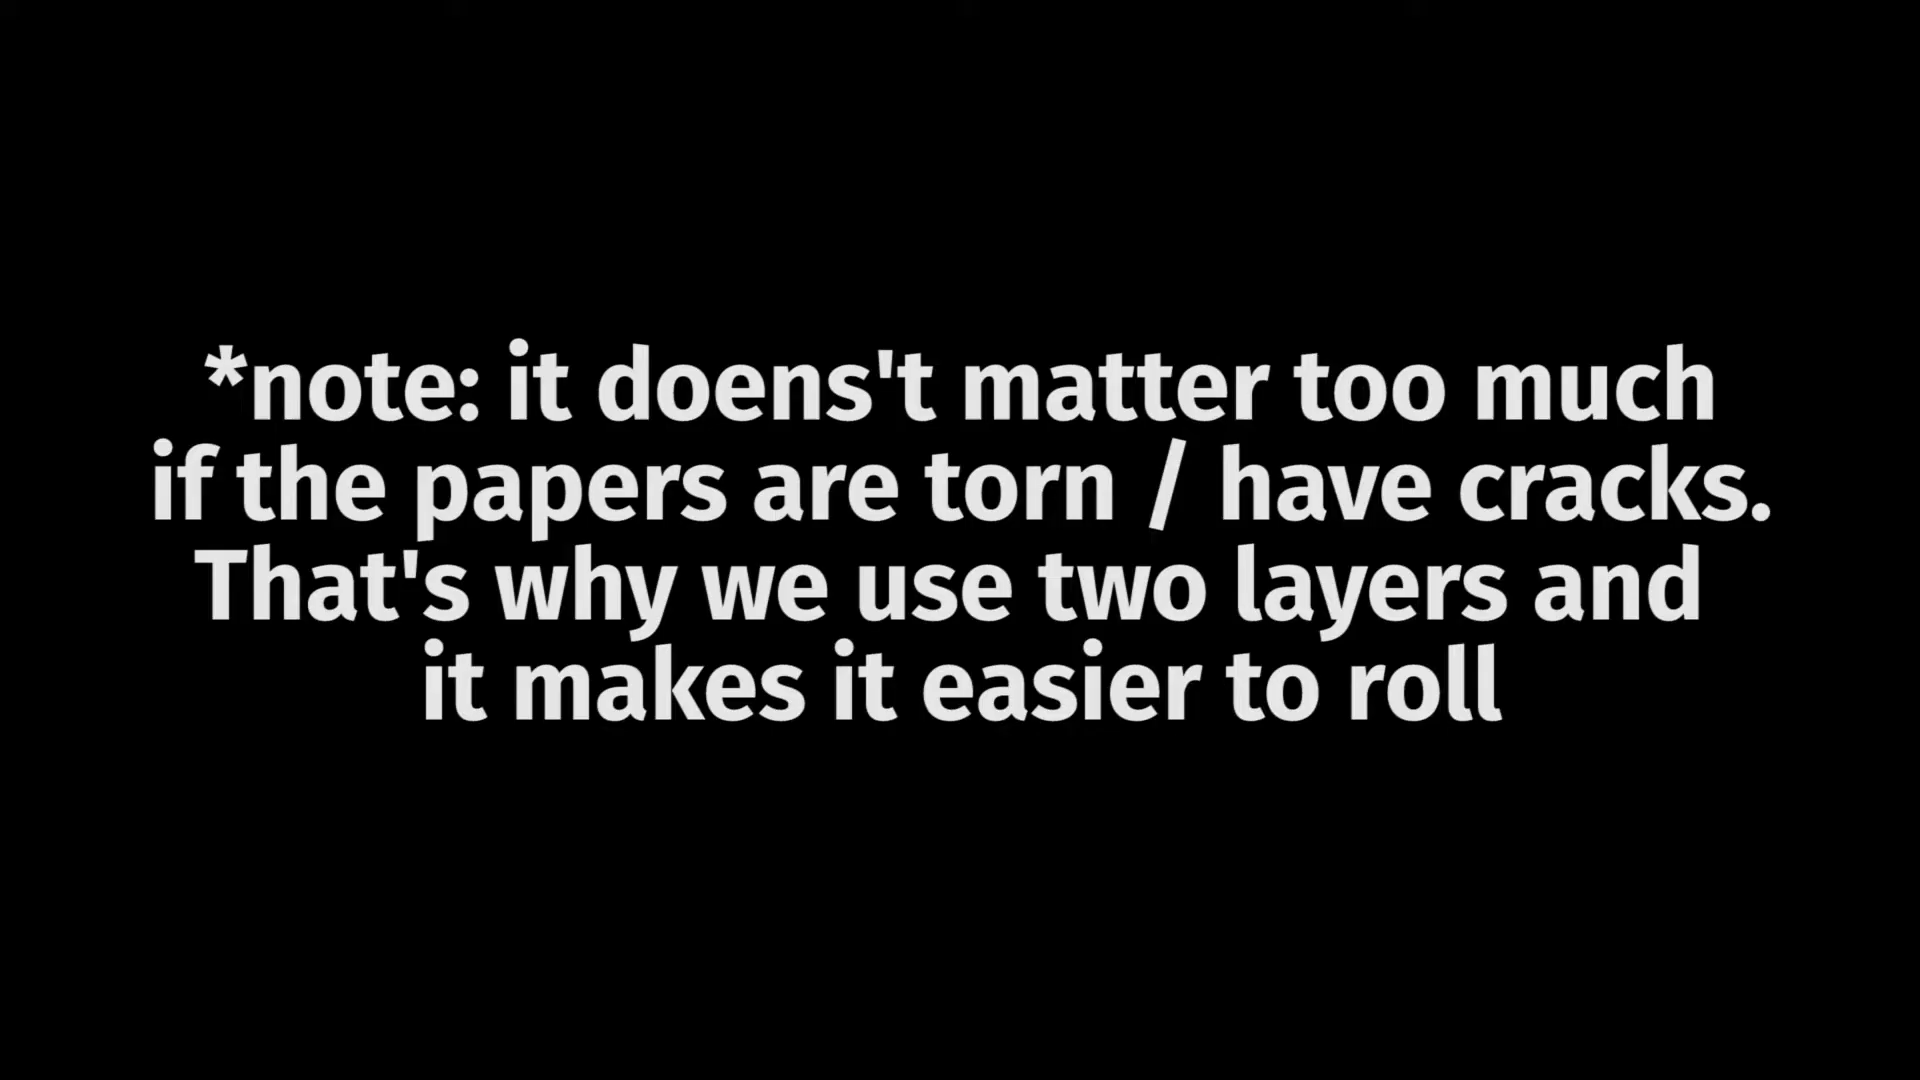 *note: it doens't matter too much
if the papers are torn / have cracks.
That's why we use two layers and
it makes it easier to roll